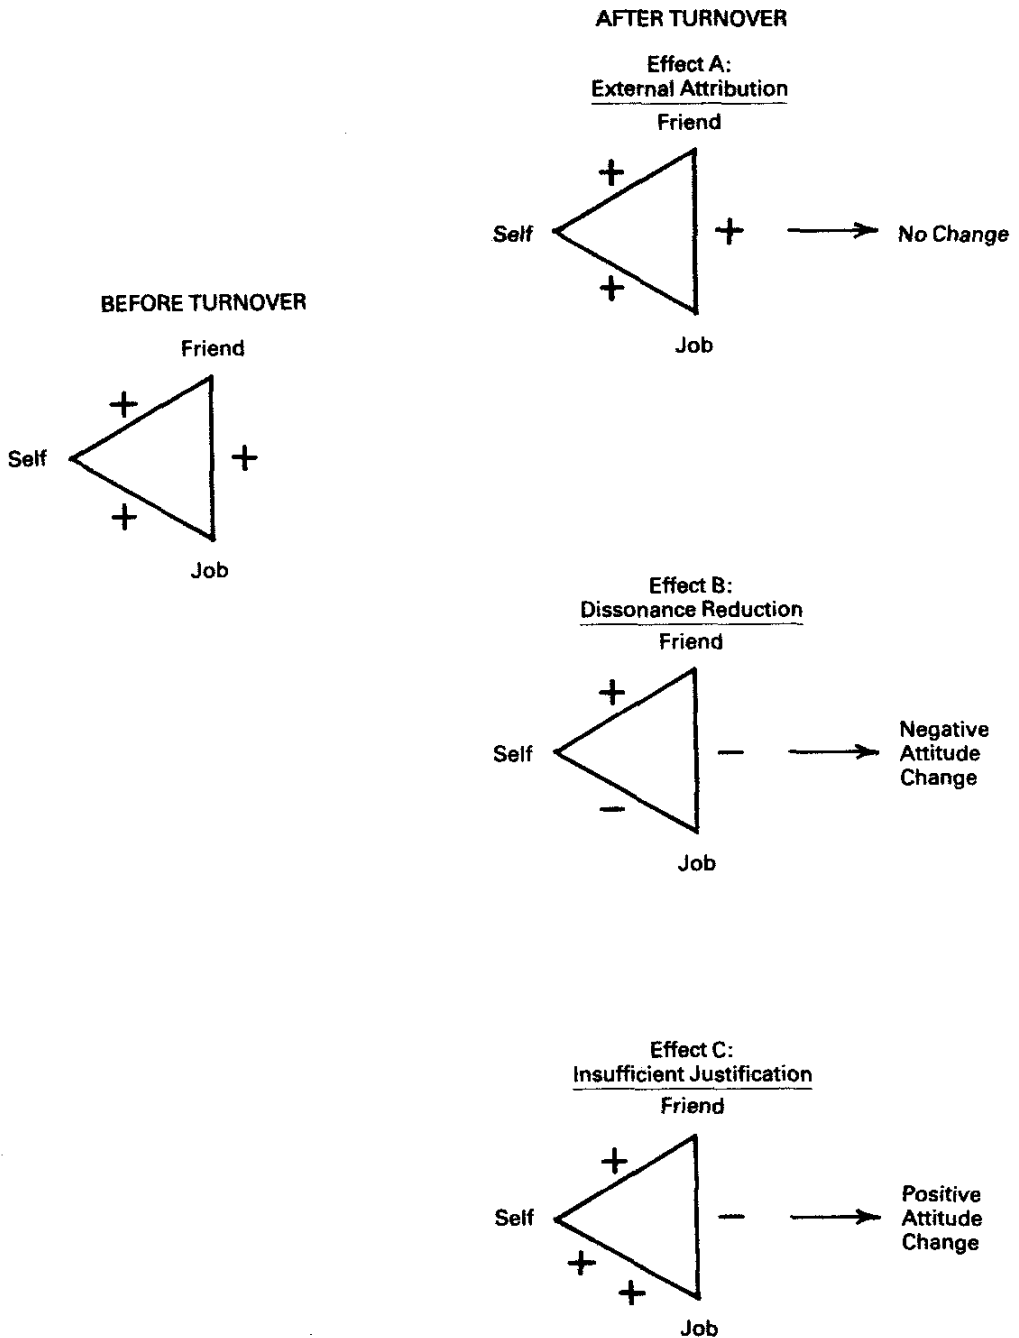 AFTER TURNOVER
Effect A:
External Attribution
Friend
+
Self
+
No Change
+
Job
BEFORE TURNOVER
Friend
+
Self
+
+
Job
Effect B:
Dissonance Reduction
Friend
+
Self
−
Negative
Attitude
Change
−
Job
Effect C:
Insufficient Justification
Friend
+
Self
−
Positive
Attitude
Change
+ +
Job